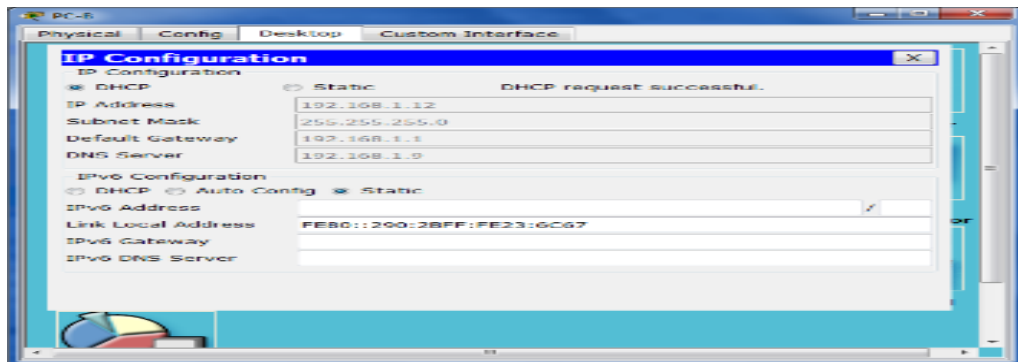 PC-B
Physical Config Desktop Custom Interface
IP Configuration
IP Configuration
DHCP Static DHCP request successful.
IP Address 192.168.1.12
Subnet Mask 255.255.255.0
Default Gateway 192.168.1.1
DNS Server 192.168.1.9
IPv6 Configuration
DHCP Auto Config Static
IPv6 Address /
Link Local Address FE80::290:2BFF:FE23:6C67
IPv6 Gateway
IPv6 DNS Server